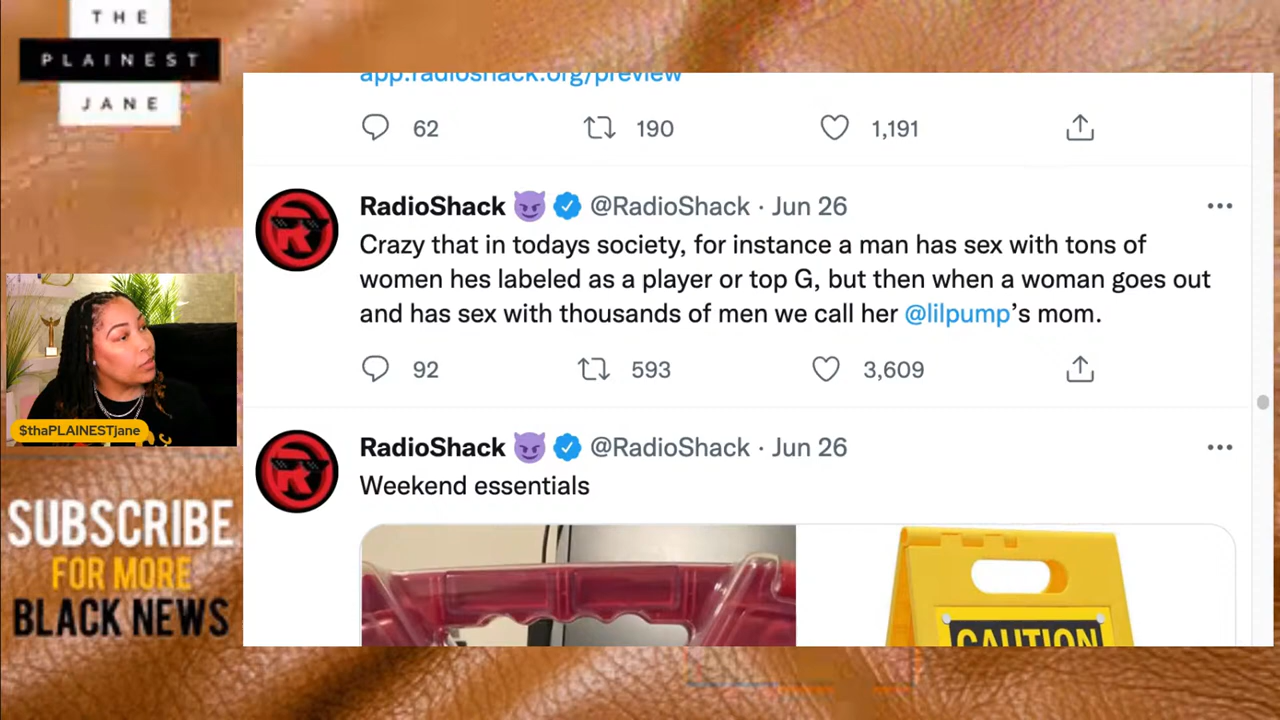 THE
PLAINEST
JANE
app.radioshack.org/preview
62 190 1,191
RadioShack 😈 @RadioShack · Jun 26
Crazy that in todays society, for instance a man has sex with tons of
women hes labeled as a player or top G, but then when a woman goes out
and has sex with thousands of men we call her @lilpump's mom.
92 593 3,609
RadioShack 😈 @RadioShack · Jun 26
Weekend essentials
CAUTION
$thaPLAINESTjane
SUBSCRIBE
FOR MORE
BLACK NEWS